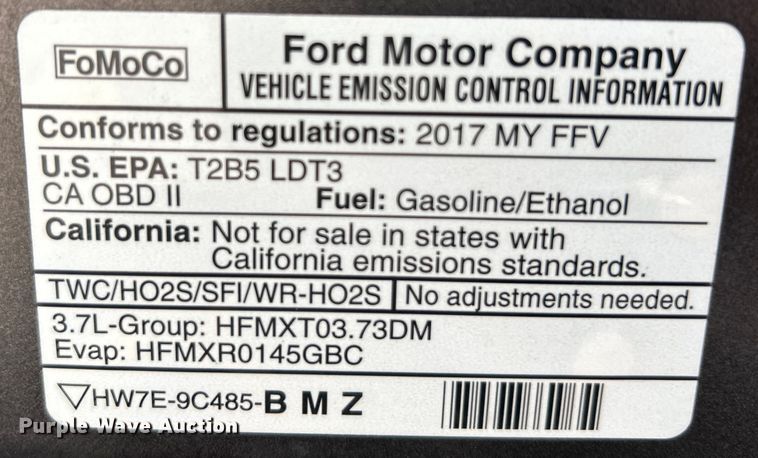 FoMoCo
Ford Motor Company
VEHICLE EMISSION CONTROL INFORMATION
Conforms to regulations: 2017 MY FFV
U.S. EPA: T2B5 LDT3
CA OBD II Fuel: Gasoline/Ethanol
California: Not for sale in states with
California emissions standards.
TWC/HO2S/SFI/WR-HO2S No adjustments needed.
3.7L-Group: HFMXT03.73DM
Evap: HFMXR0145GBC
HW7E-9C485-B M Z
Purple Wave Auction